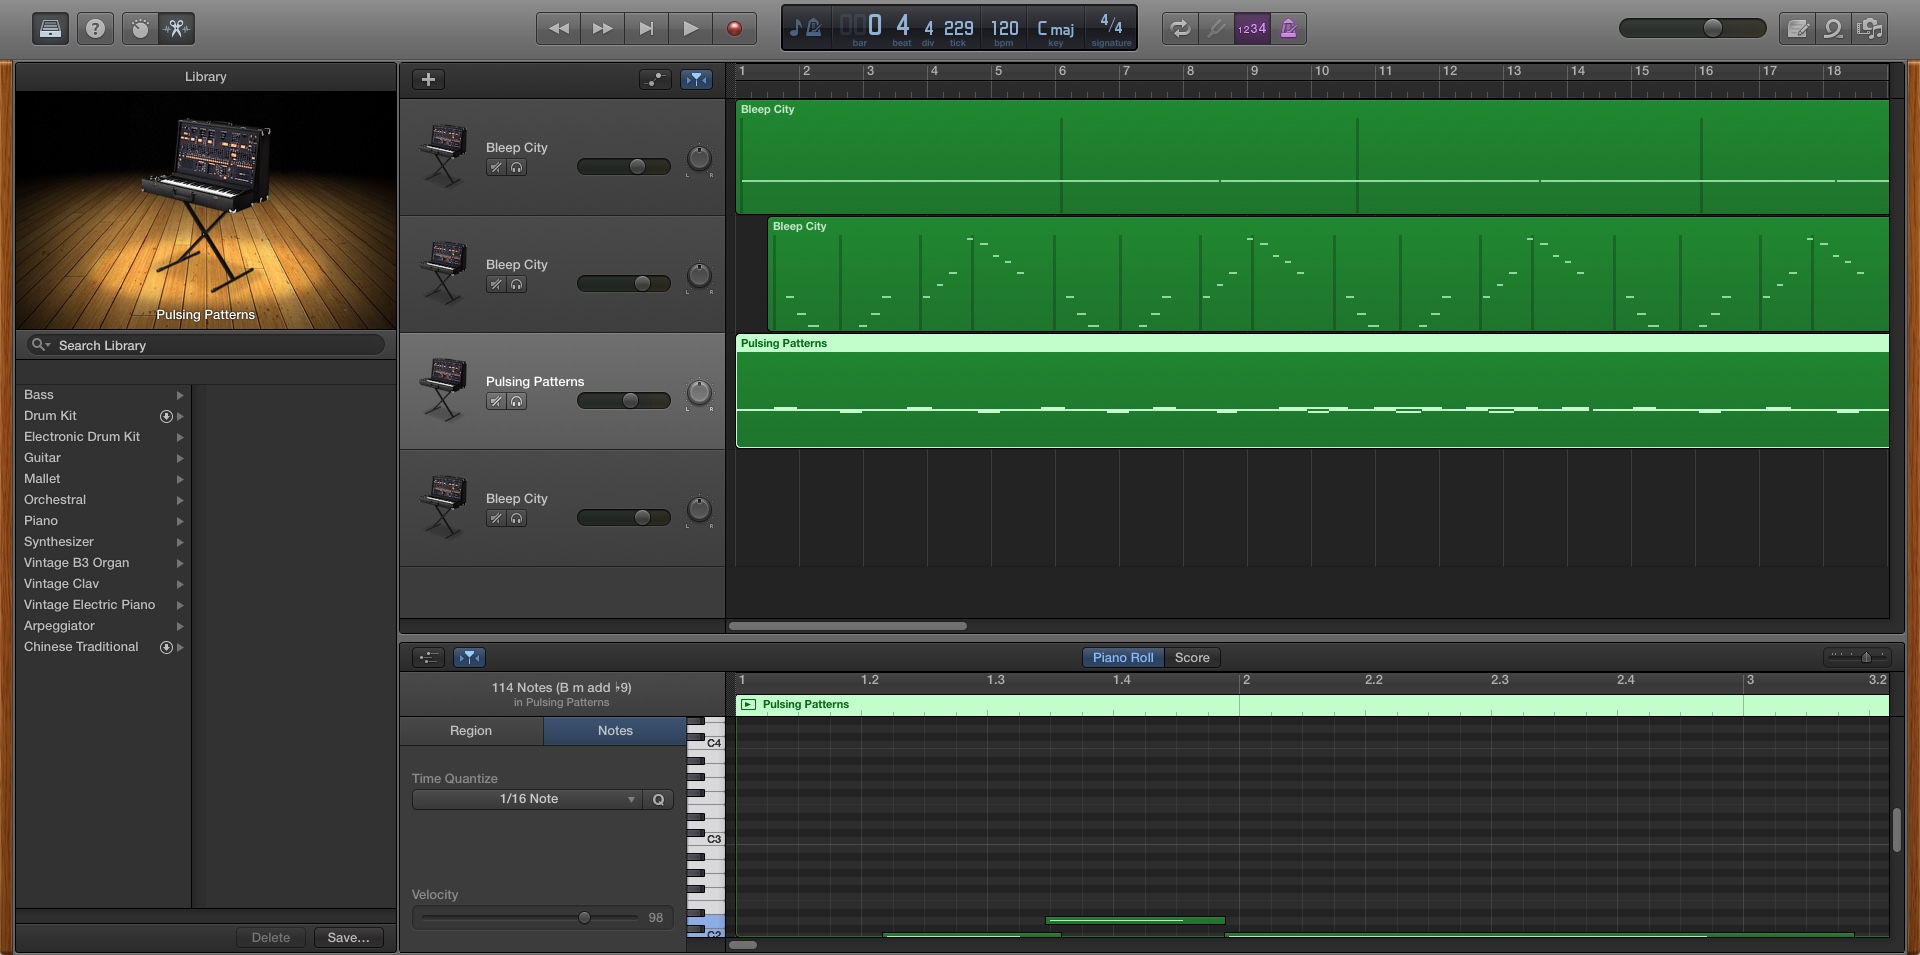 0 4 4 229 120 C maj 4/4 1234
bar beat div tick bpm key signature
Library
Pulsing Patterns
Search Library
Bass
Drum Kit
Electronic Drum Kit
Guitar
Mallet
Orchestral
Piano
Synthesizer
Vintage B3 Organ
Vintage Clav
Vintage Electric Piano
Arpeggiator
Chinese Traditional
Delete Save...
1 2 3 4 5 6 7 8 9 10 11 12 13 14 15 16 17 18
Bleep City
L R
Bleep City
Bleep City
L R
Bleep City
Pulsing Patterns
L R
Pulsing Patterns
Bleep City
L R
Piano Roll Score
114 Notes (B m add ♭9)
in Pulsing Patterns
Region Notes
Time Quantize
1/16 Note Q
Velocity
98
1 1.2 1.3 1.4 2 2.2 2.3 2.4 3 3.2
Pulsing Patterns
C4
C3
C2